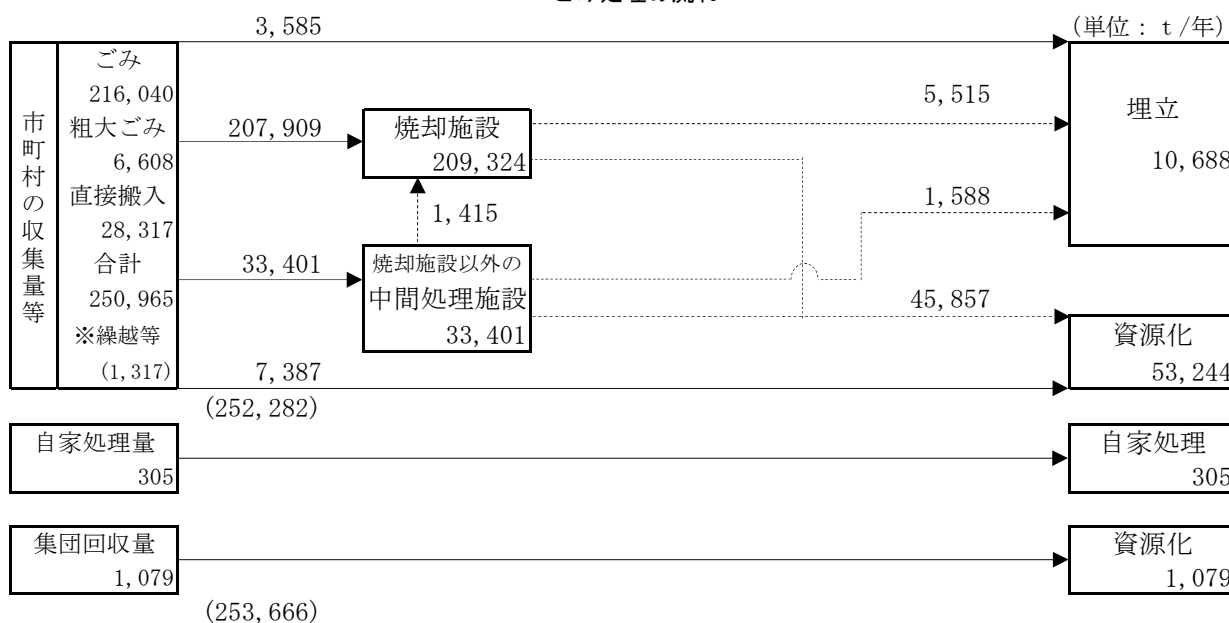 3,585
(単位: t/年)
市町村の収集量等
ごみ
216,040
粗大ごみ
6,608
直接搬入
28,317
合計
250,965
※繰越等
(1,317)
207,909
焼却施設
209,324
1,415
33,401
焼却施設以外の
中間処理施設
33,401
5,515
1,588
45,857
埋立
10,688
資源化
53,244
7,387
(252,282)
自家処理量
305
自家処理
305
集団回収量
1,079
資源化
1,079
(253,666)